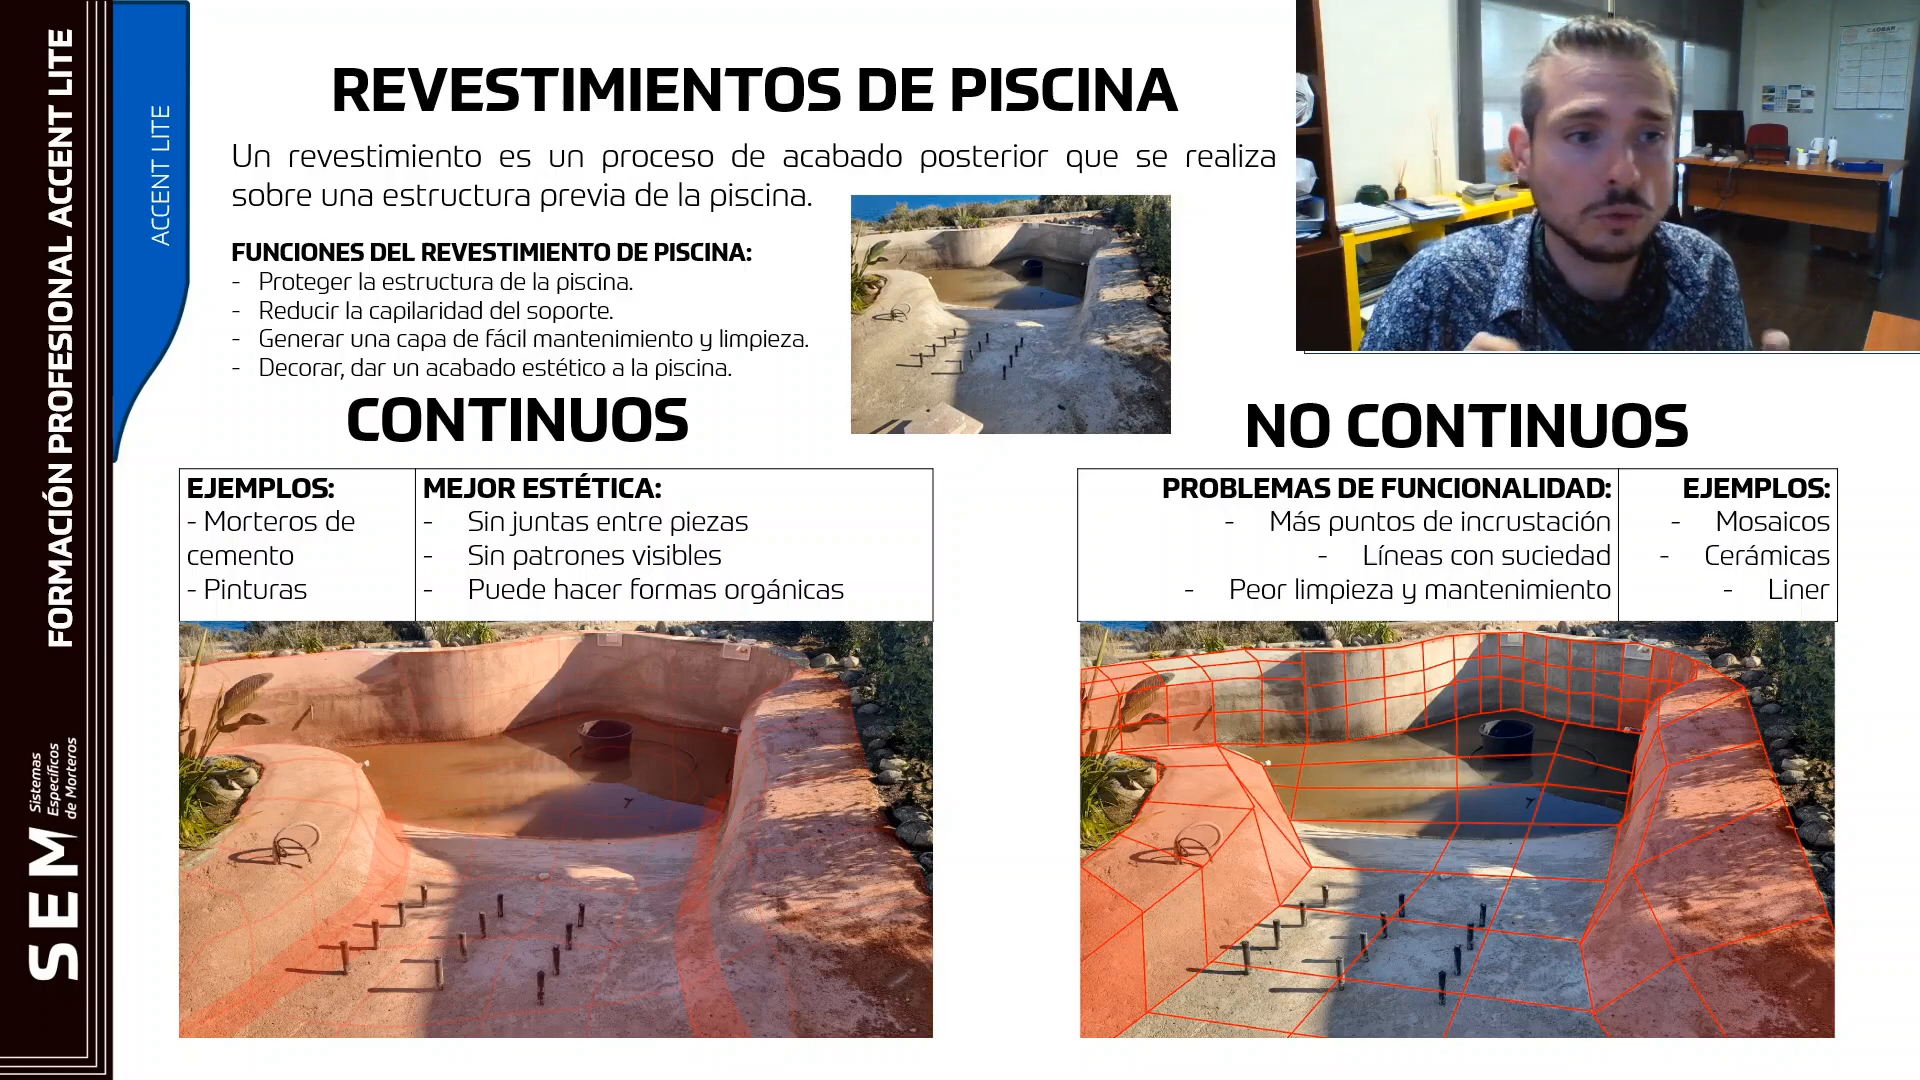 FORMACIÓN PROFESIONAL ACCENT LITE
ACCENT LITE
SEM
Sistemas
Específicos
de Morteros
REVESTIMIENTOS DE PISCINA
Un revestimiento es un proceso de acabado posterior que se realiza
sobre una estructura previa de la piscina.
FUNCIONES DEL REVESTIMIENTO DE PISCINA:
- Proteger la estructura de la piscina.
- Reducir la capilaridad del soporte.
- Generar una capa de fácil mantenimiento y limpieza.
- Decorar, dar un acabado estético a la piscina.
CONTINUOS
EJEMPLOS:
- Morteros de
cemento
- Pinturas
MEJOR ESTÉTICA:
- Sin juntas entre piezas
- Sin patrones visibles
- Puede hacer formas orgánicas
NO CONTINUOS
PROBLEMAS DE FUNCIONALIDAD:
- Más puntos de incrustación
- Líneas con suciedad
- Peor limpieza y mantenimiento
EJEMPLOS:
- Mosaicos
- Cerámicas
- Liner